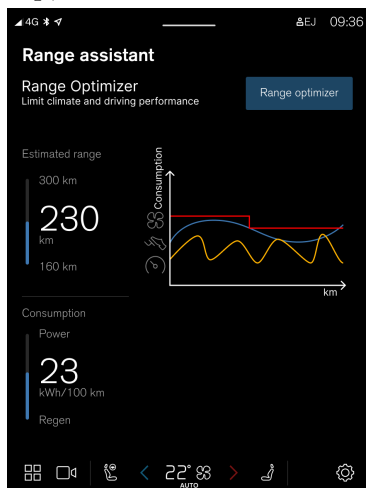 4G EJ 09:36
Range assistant
Range Optimizer
Limit climate and driving performance
Range optimizer
Estimated range
300 km
230
km
160 km
Consumption
km
Consumption
Power
23
kWh/100 km
Regen
22°
AUTO